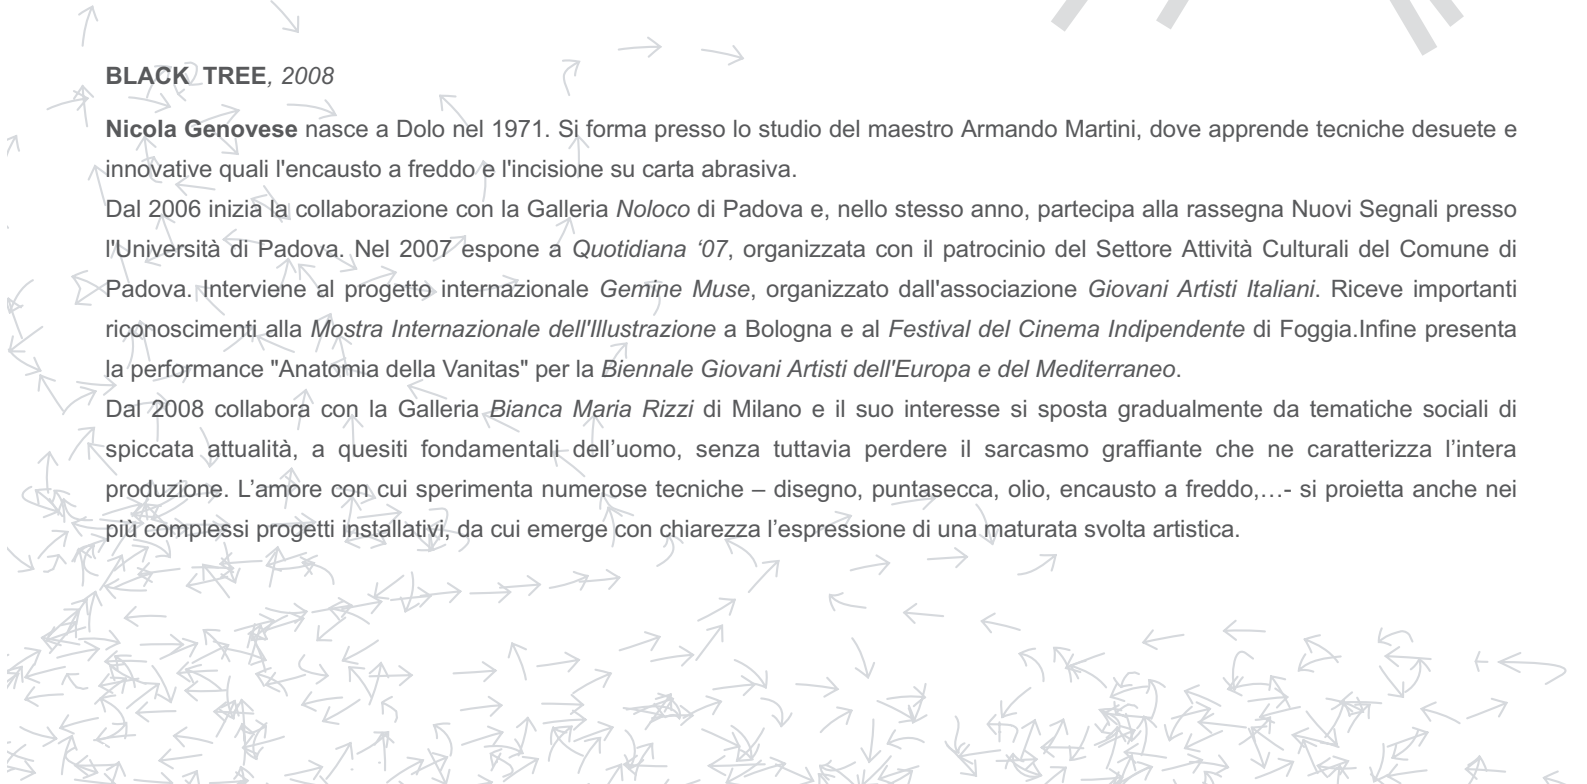 BLACK TREE, 2008
Nicola Genovese nasce a Dolo nel 1971. Si forma presso lo studio del maestro Armando Martini, dove apprende tecniche desuete e
innovative quali l'encausto a freddo e l'incisione su carta abrasiva.
Dal 2006 inizia la collaborazione con la Galleria Noloco di Padova e, nello stesso anno, partecipa alla rassegna Nuovi Segnali presso
l'Università di Padova. Nel 2007 espone a Quotidiana ‘07, organizzata con il patrocinio del Settore Attività Culturali del Comune di
Padova. Interviene al progetto internazionale Gemine Muse, organizzato dall'associazione Giovani Artisti Italiani. Riceve importanti
riconoscimenti alla Mostra Internazionale dell'Illustrazione a Bologna e al Festival del Cinema Indipendente di Foggia.Infine presenta
la performance "Anatomia della Vanitas" per la Biennale Giovani Artisti dell'Europa e del Mediterraneo.
Dal 2008 collabora con la Galleria Bianca Maria Rizzi di Milano e il suo interesse si sposta gradualmente da tematiche sociali di
spiccata attualità, a quesiti fondamentali dell’uomo, senza tuttavia perdere il sarcasmo graffiante che ne caratterizza l’intera
produzione. L’amore con cui sperimenta numerose tecniche – disegno, puntasecca, olio, encausto a freddo,…- si proietta anche nei
più complessi progetti installativi, da cui emerge con chiarezza l’espressione di una maturata svolta artistica.